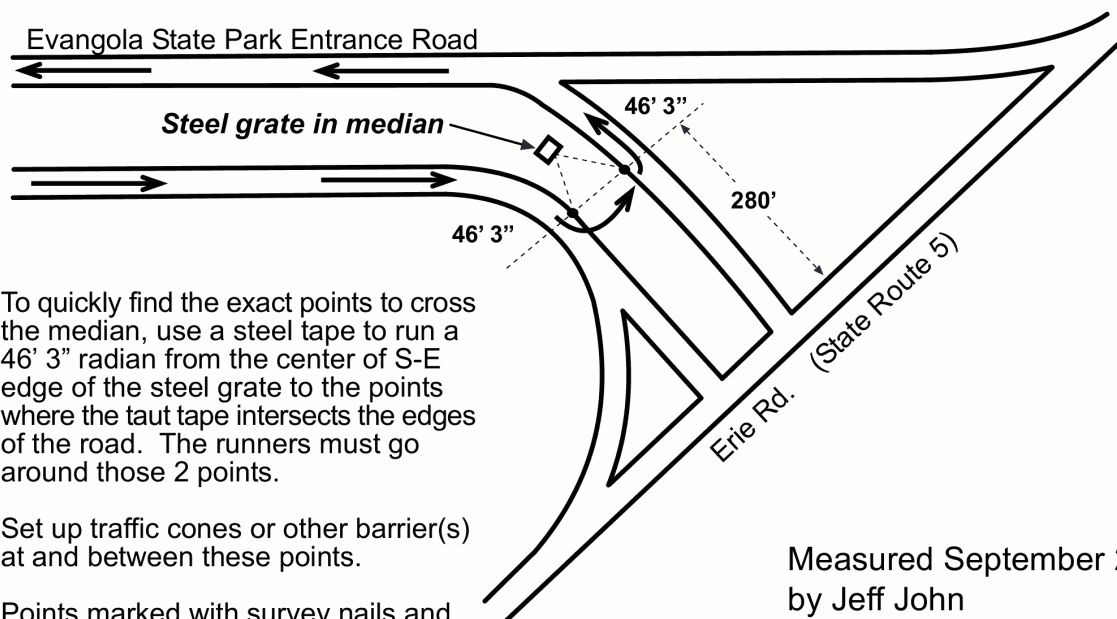 Evangola State Park Entrance Road
Steel grate in median
46’ 3”
280’
46’ 3”
(State Route 5)
Erie Rd.
To quickly find the exact points to cross
the median, use a steel tape to run a
46’ 3” radian from the center of S-E
edge of the steel grate to the points
where the taut tape intersects the edges
of the road.  The runners must go
around those 2 points.
Set up traffic cones or other barrier(s)
at and between these points.
Points marked with survey nails and
Measured September
by Jeff John